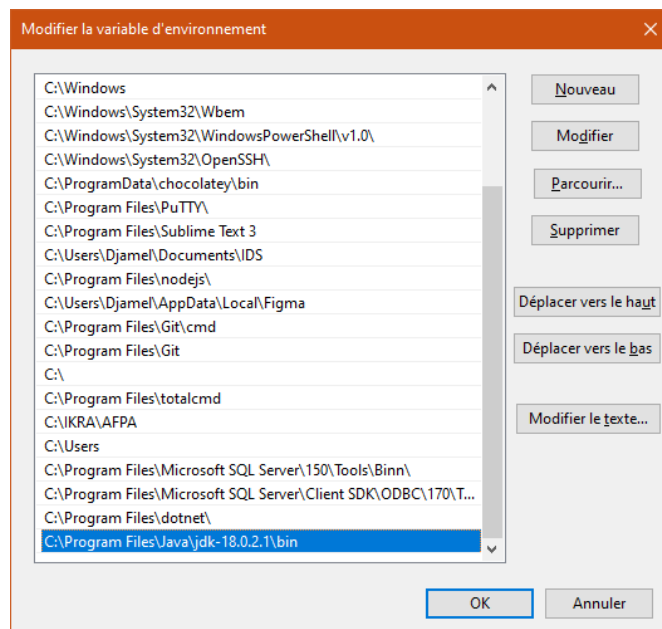 Modifier la variable d'environnement
C:\Windows
C:\Windows\System32\Wbem
C:\Windows\System32\WindowsPowerShell\v1.0\
C:\Windows\System32\OpenSSH\
C:\ProgramData\chocolatey\bin
C:\Program Files\PuTTY\
C:\Program Files\Sublime Text 3
C:\Users\Djamel\Documents\IDS
C:\Program Files\nodejs\
C:\Users\Djamel\AppData\Local\Figma
C:\Program Files\Git\cmd
C:\Program Files\Git
C:\
C:\Program Files\totalcmd
C:\IKRA\AFPA
C:\Users
C:\Program Files\Microsoft SQL Server\150\Tools\Binn\
C:\Program Files\Microsoft SQL Server\Client SDK\ODBC\170\T...
C:\Program Files\dotnet\
C:\Program Files\Java\jdk-18.0.2.1\bin
Nouveau
Modifier
Parcourir...
Supprimer
Déplacer vers le haut
Déplacer vers le bas
Modifier le texte...
OK
Annuler